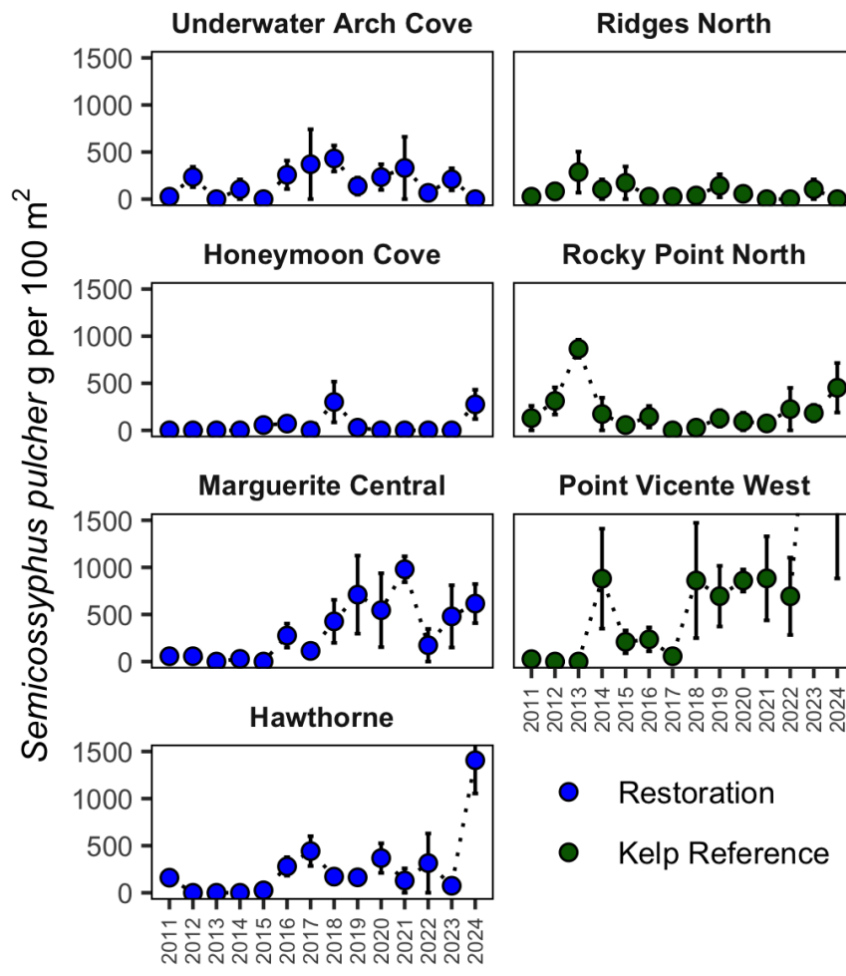 Semicossyphus pulcher g per 100 m²
Underwater Arch Cove
Ridges North
1500
1000
500
0
Honeymoon Cove
Rocky Point North
1500
1000
500
0
Marguerite Central
Point Vicente West
1500
1000
500
0
2011 2012 2013 2014 2015 2016 2017 2018 2019 2020 2021 2022 2023 2024
Hawthorne
1500
1000
500
0
2011 2012 2013 2014 2015 2016 2017 2018 2019 2020 2021 2022 2023 2024
Restoration
Kelp Reference